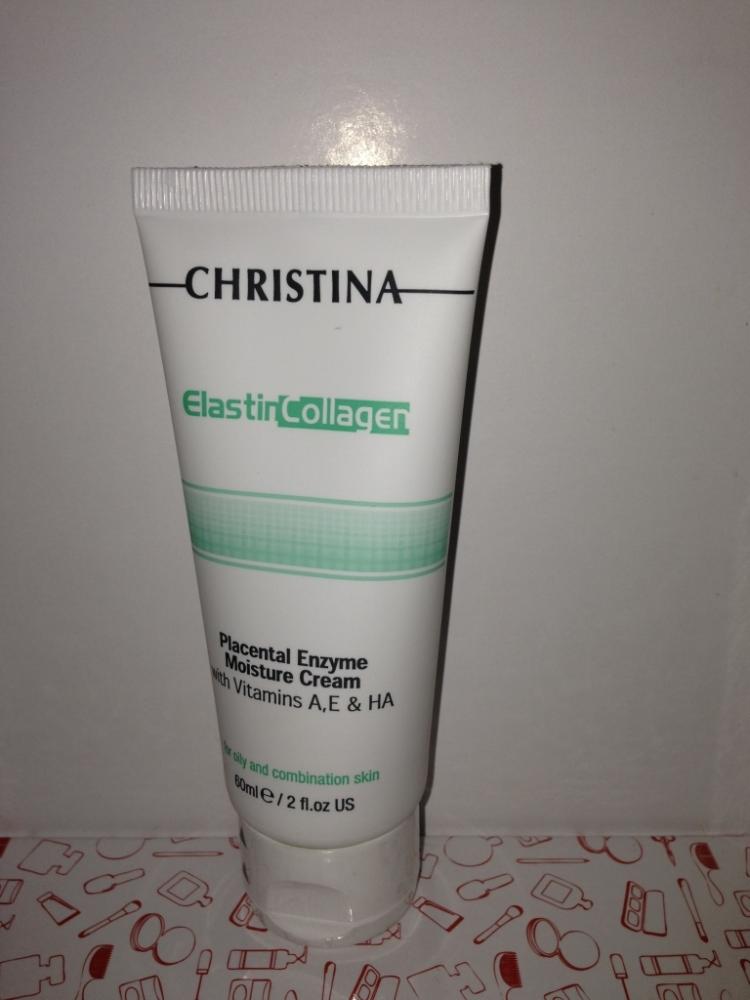 CHRISTINA
ElastinCollagen
Placental Enzyme
Moisture Cream
with Vitamins A,E & HA
for oily and combination skin
60ml e / 2 fl.oz US